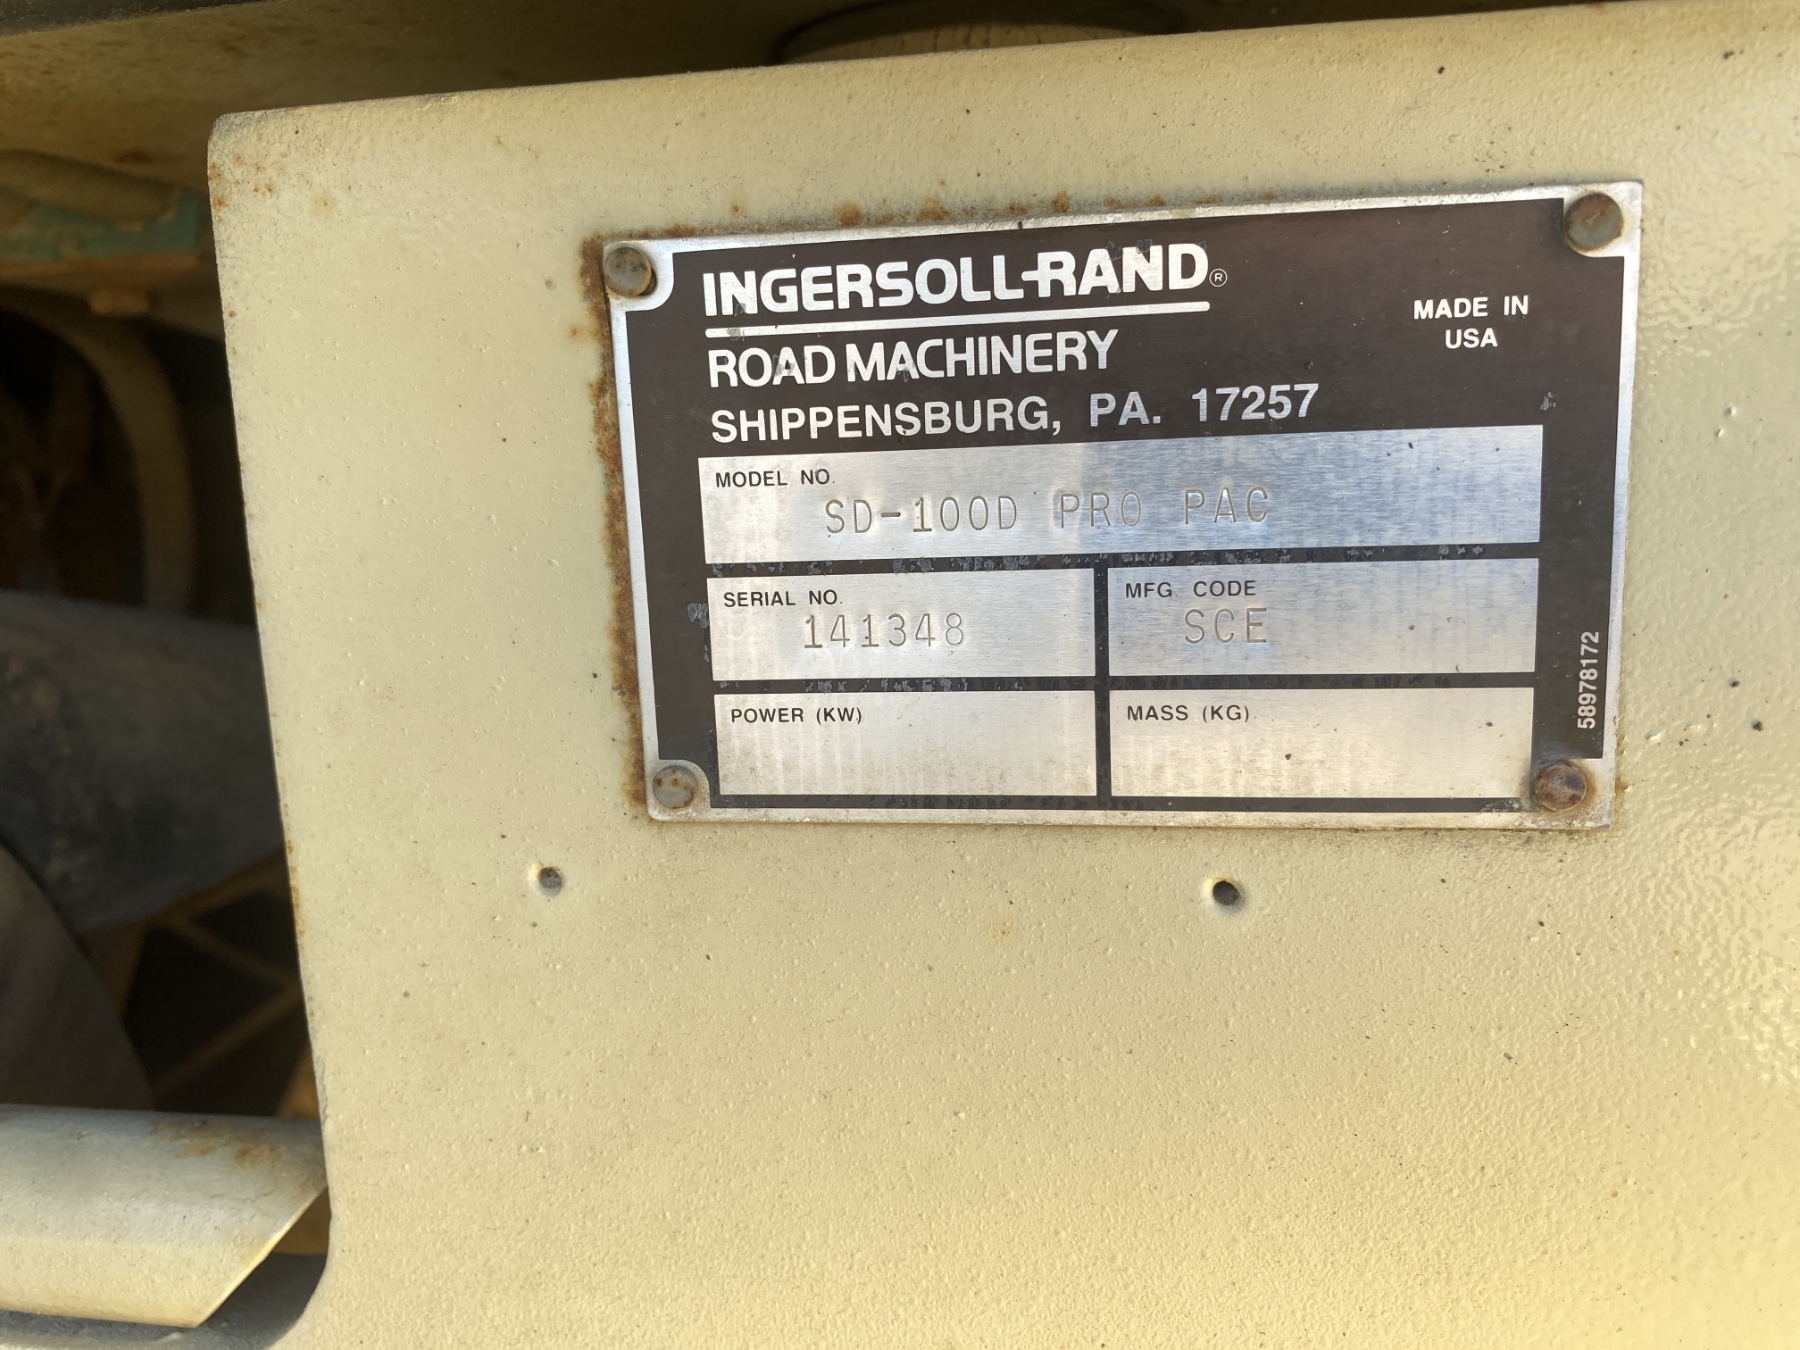 INGERSOLL-RAND®
ROAD MACHINERY
SHIPPENSBURG, PA. 17257
MADE IN
USA
MODEL NO.
SD-100D PRO PAC
SERIAL NO.
141348
MFG CODE
SCE
POWER (KW)
MASS (KG)
58978172